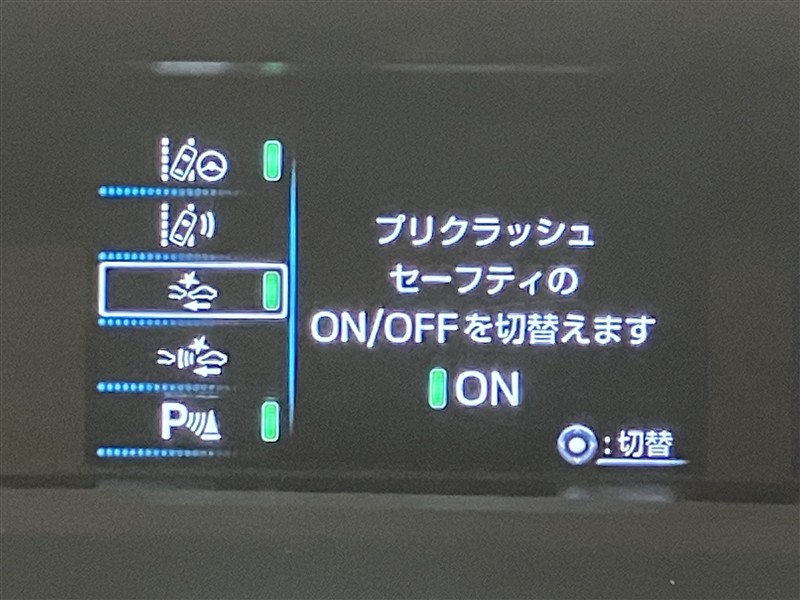 プリクラッシュ
セーフティの
ON/OFFを切替えます
ON
P
:切替